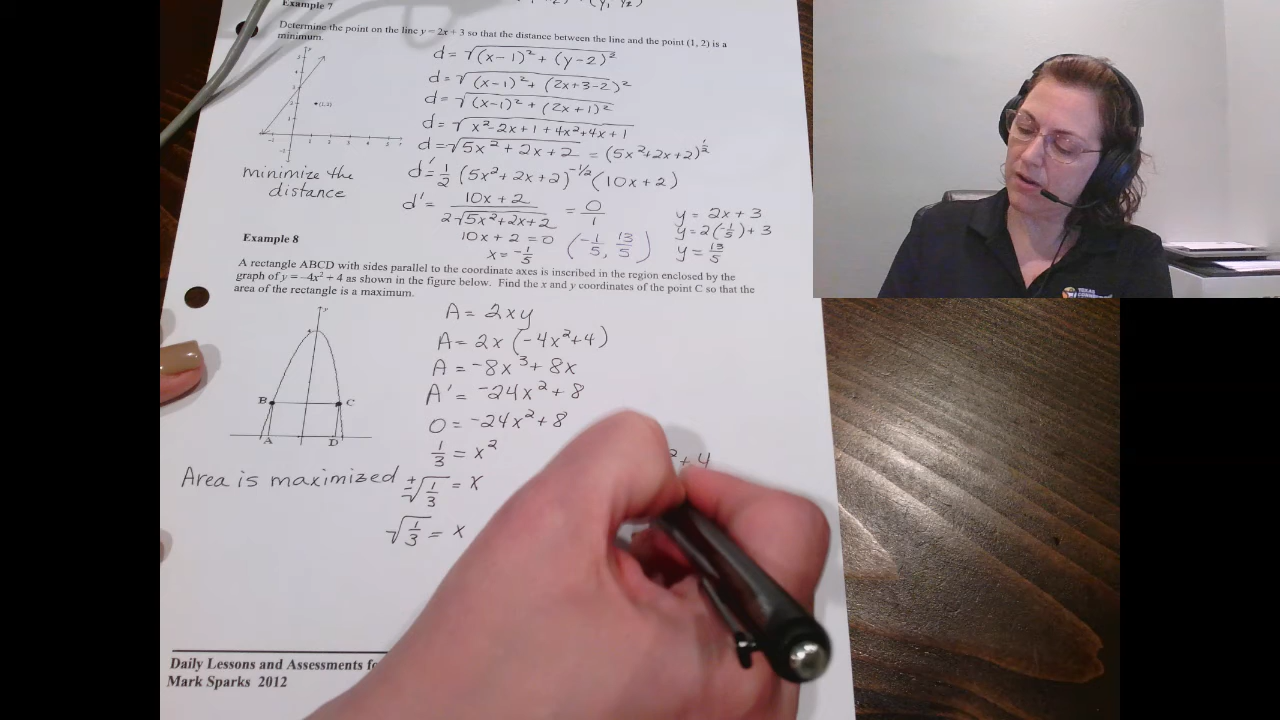 Example 7
Determine the point on the line y = 2x + 3 so that the distance between the line and the point (1, 2) is a
minimum.
d = √(x-1)² + (y-2)²
d = √(x-1)² + (2x+3-2)²
d = √(x-1)² + (2x+1)²
d = √x²-2x+1+4x²+4x+1
d = √5x²+2x+2 = (5x²+2x+2)^1/2
(1,2)
minimize the
distance
d' = 1/2 (5x²+2x+2)^-1/2 (10x+2)
d' = 10x+2 / 2√5x²+2x+2 = 0/1
10x+2=0
x = -1/5
(-1/5, 13/5)
y = 2x+3
y = 2(-1/5)+3
y = 13/5
Example 8
A rectangle ABCD with sides parallel to the coordinate axes is inscribed in the region enclosed by the
graph of y = –4x² + 4 as shown in the figure below. Find the x and y coordinates of the point C so that the
area of the rectangle is a maximum.
y
B C
A D
A = 2xy
A = 2x(-4x²+4)
A = -8x³+8x
A' = -24x²+8
0 = -24x²+8
1/3 = x²
Area is maximized
±√1/3 = x
√1/3 = x
² + 4
Daily Lessons and Assessments
Mark Sparks 2012
TEXAS